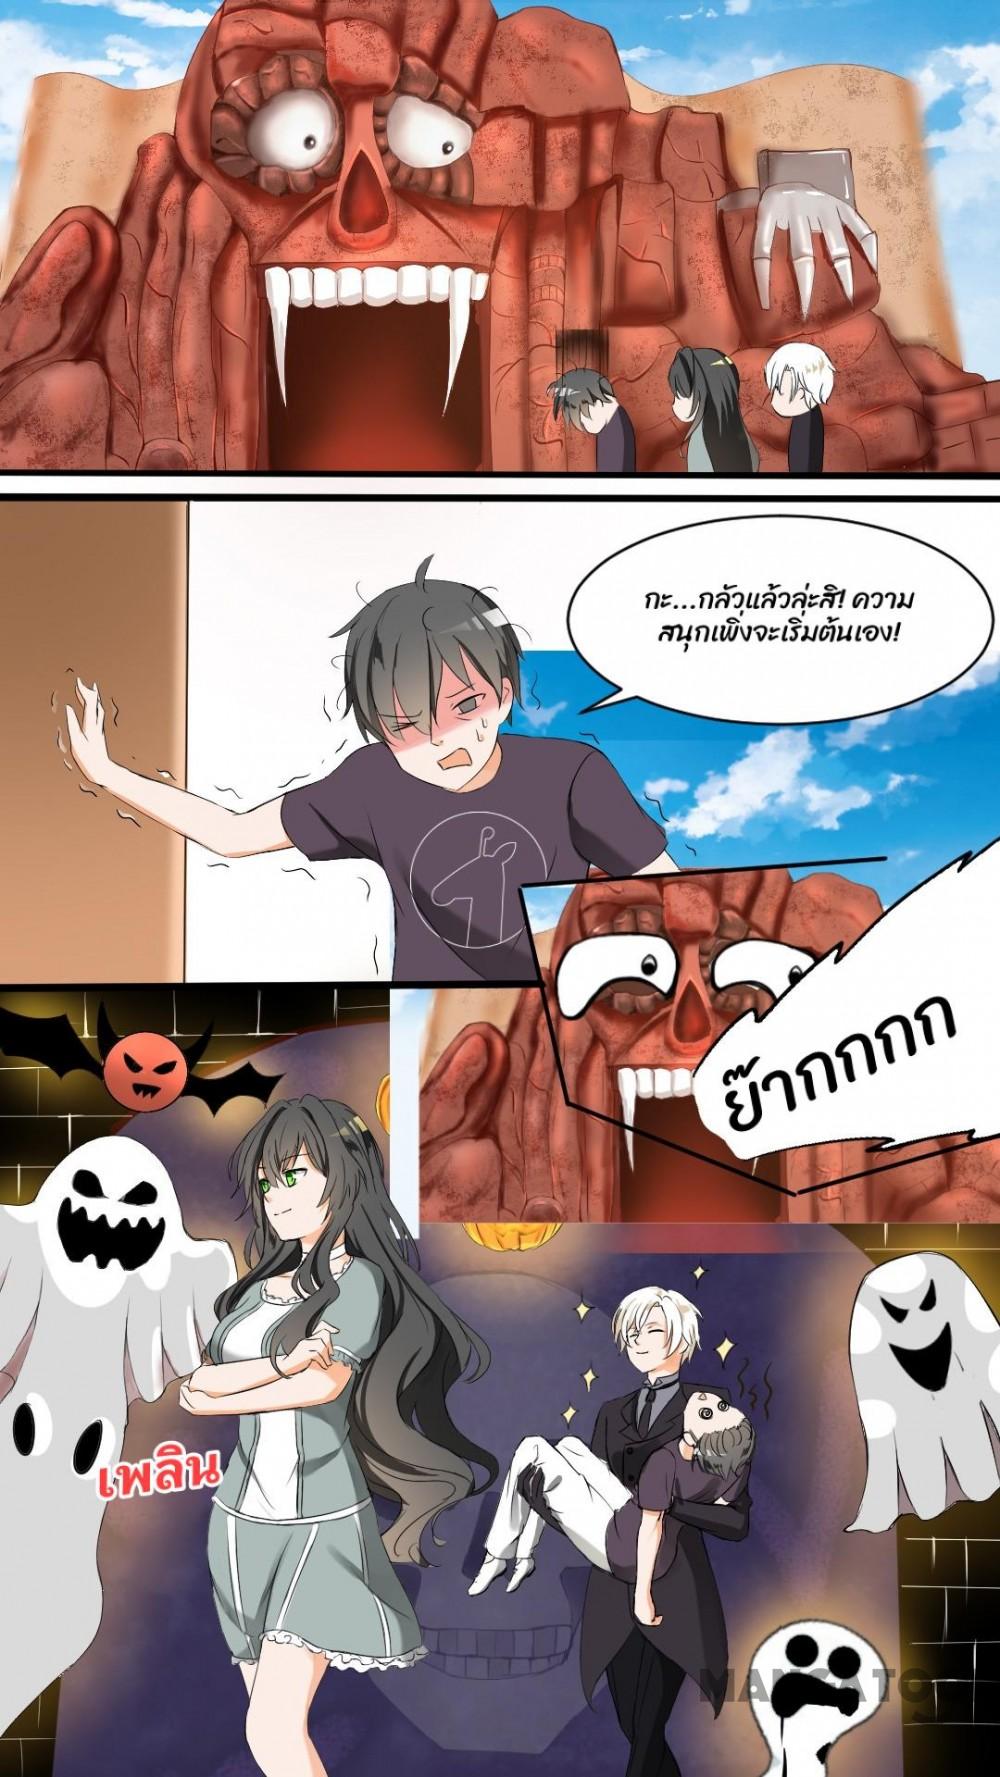 กะ...กลัวแล้วล่ะสิ! ความ
สนุกเพิ่งจะเริ่มต้นเอง!
ย๊ากกกก
เพลิน
MANGATOON